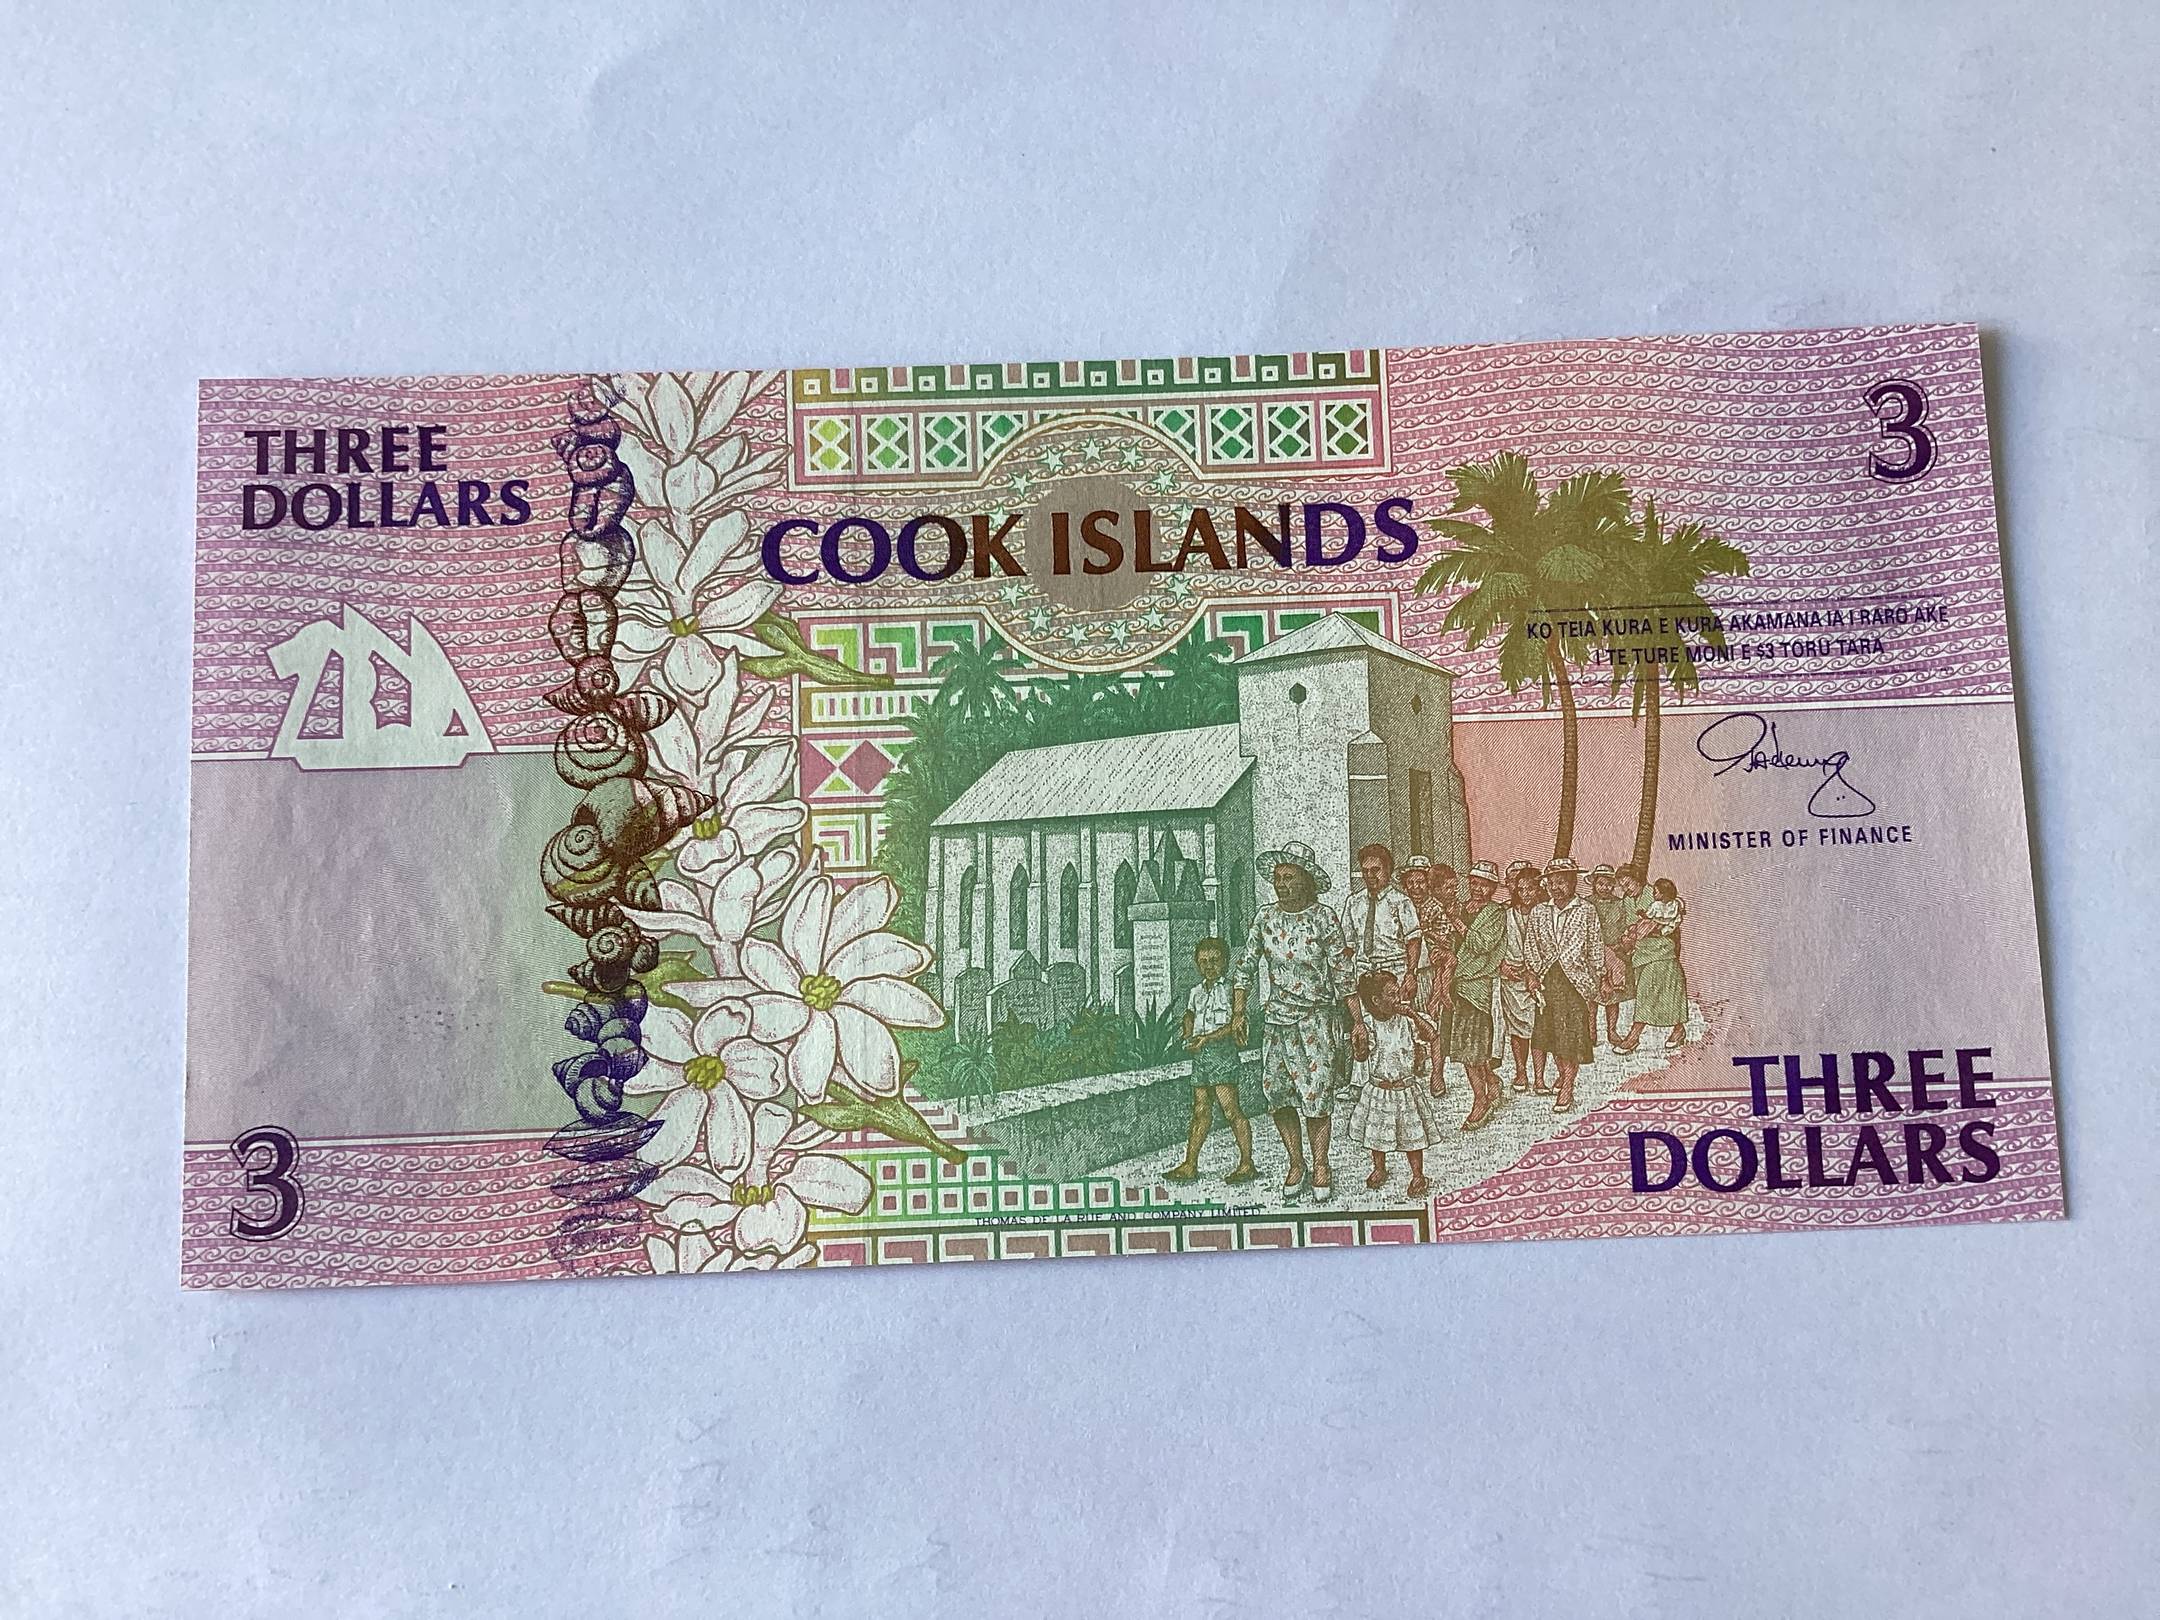 THREE
DOLLARS
3
COOK ISLANDS
KO TEIA KURA E KURA AKAMANA IA I RARO AKE
I TE TURE MONI E $3 TORU TARA
MINISTER OF FINANCE
3
THREE
DOLLARS
THOMAS DE LA RUE AND COMPANY LIMITED